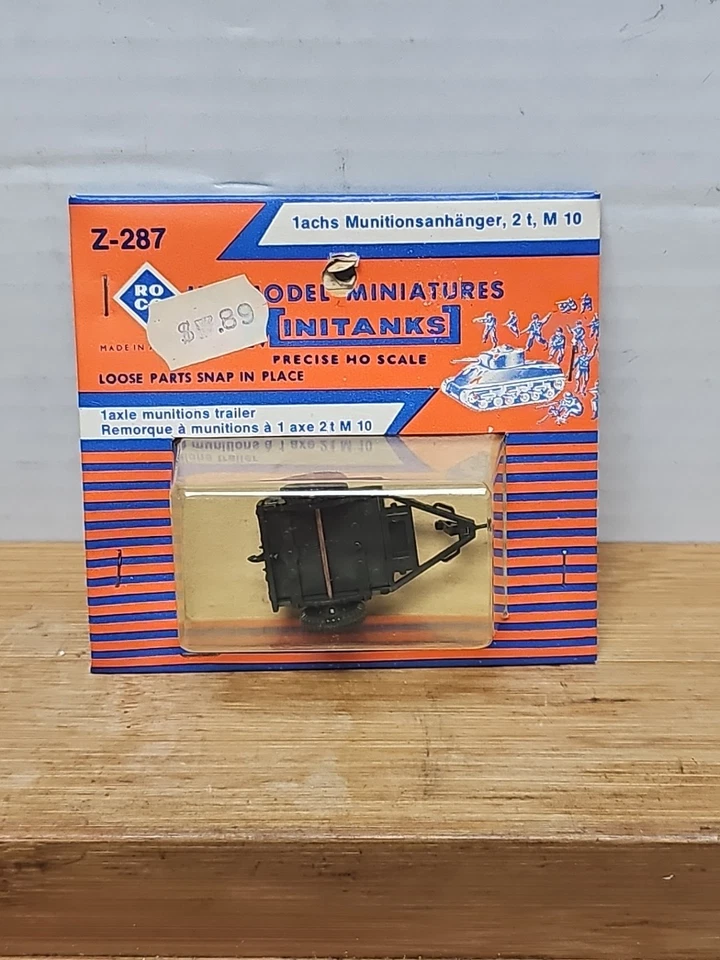 Z-287
1achs Munitionsanhänger, 2 t, M 10
RO
CO
MODEL MINIATURES
$ .89
INITANKS
MADE IN
PRECISE HO SCALE
LOOSE PARTS SNAP IN PLACE
1axle munitions trailer
Remorque à munitions à 1 axe 2 t M 10